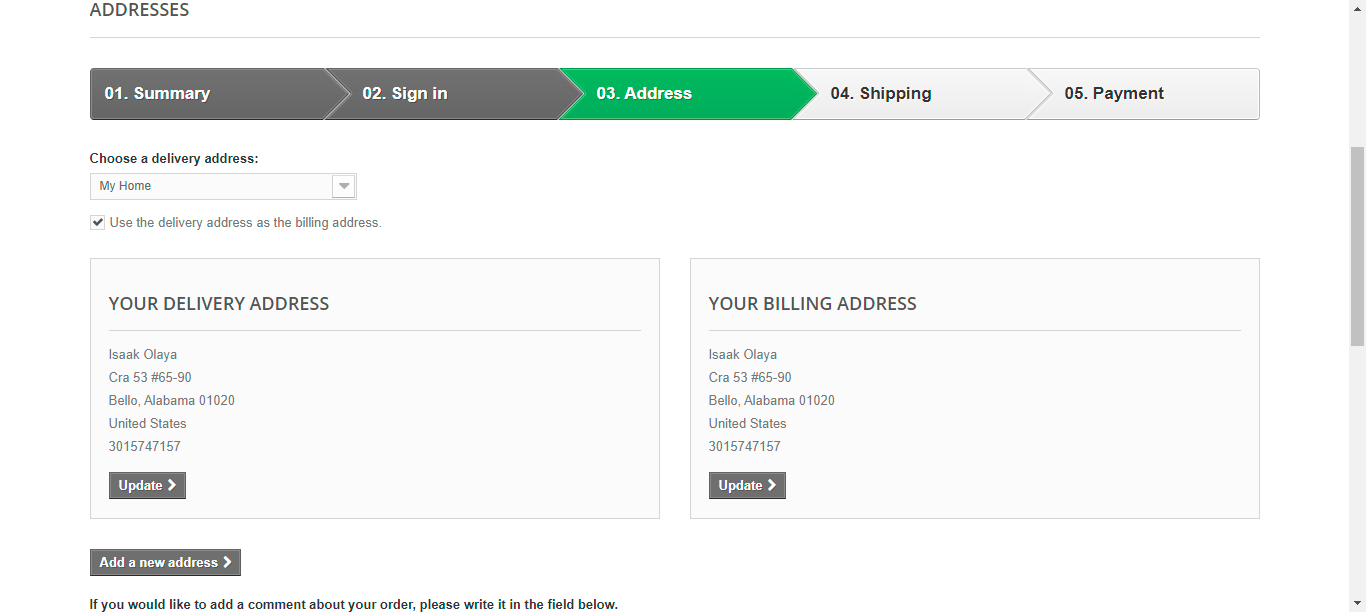 ADDRESSES
01. Summary
02. Sign in
03. Address
04. Shipping
05. Payment
Choose a delivery address:
My Home
Use the delivery address as the billing address.
YOUR DELIVERY ADDRESS
Isaak Olaya
Cra 53 #65-90
Bello, Alabama 01020
United States
3015747157
Update
YOUR BILLING ADDRESS
Isaak Olaya
Cra 53 #65-90
Bello, Alabama 01020
United States
3015747157
Update
Add a new address
If you would like to add a comment about your order, please write it in the field below.